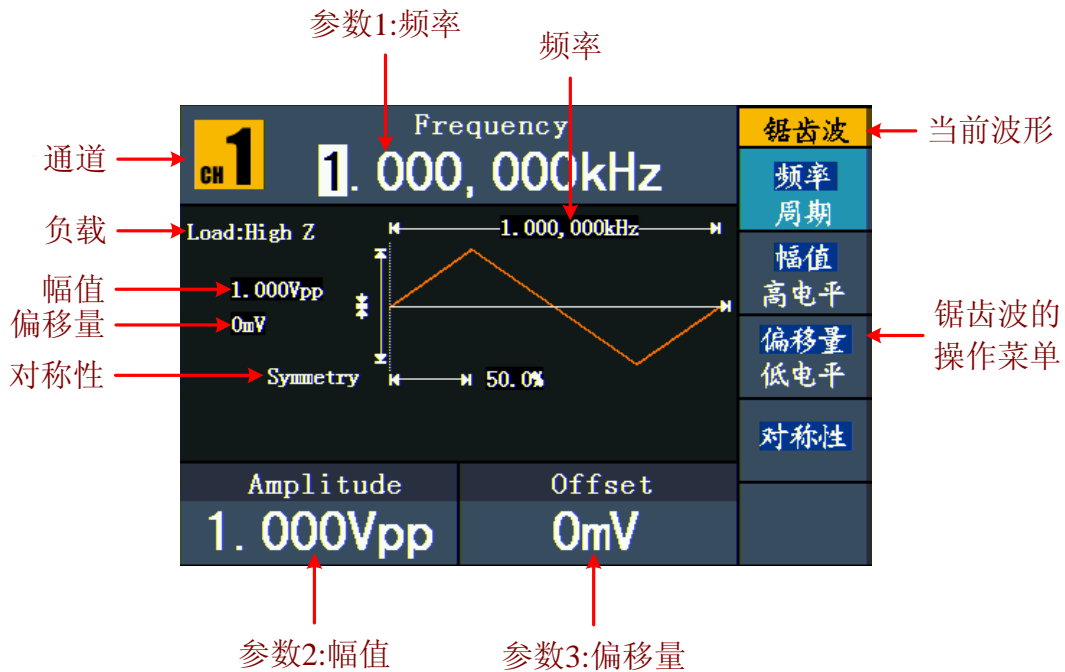 参数1:频率
频率
通道
CH 1
Frequency
1.000,000kHz
锯齿波
当前波形
频率
周期
负载
Load:High Z
1.000,000kHz
幅值
1.000Vpp
幅值
高电平
偏移量
0mV
锯齿波的
操作菜单
偏移量
低电平
对称性
Symmetry
50.0%
对称性
Amplitude
1.000Vpp
Offset
0mV
参数2:幅值
参数3:偏移量